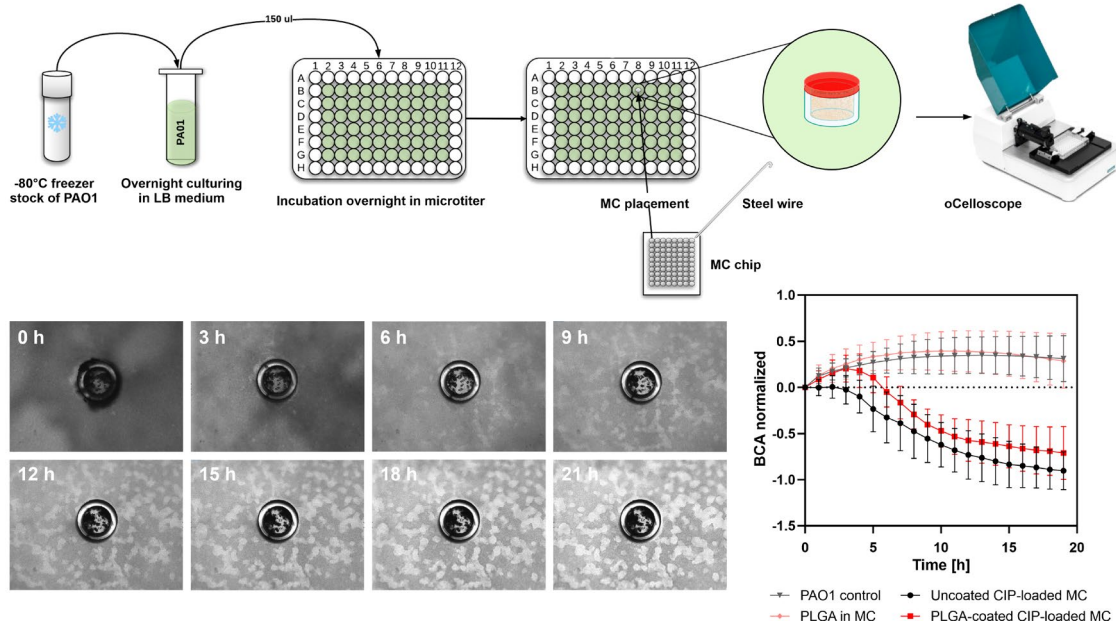 150 ul
PA01
1 2 3 4 5 6 7 8 9 10 11 12
A
B
C
D
E
F
G
H
1 2 3 4 5 6 7 8 9 10 11 12
A
B
C
D
E
F
G
H
-80°C freezer
stock of PAO1
Overnight culturing
in LB medium
Incubation overnight in microtiter
MC placement
Steel wire
oCelloscope
MC chip
0 h
3 h
6 h
9 h
12 h
15 h
18 h
21 h
1.0
0.5
0.0
-0.5
-1.0
-1.5
BCA normalized
0 5 10 15 20
Time [h]
PAO1 control
Uncoated CIP-loaded MC
PLGA in MC
PLGA-coated CIP-loaded MC